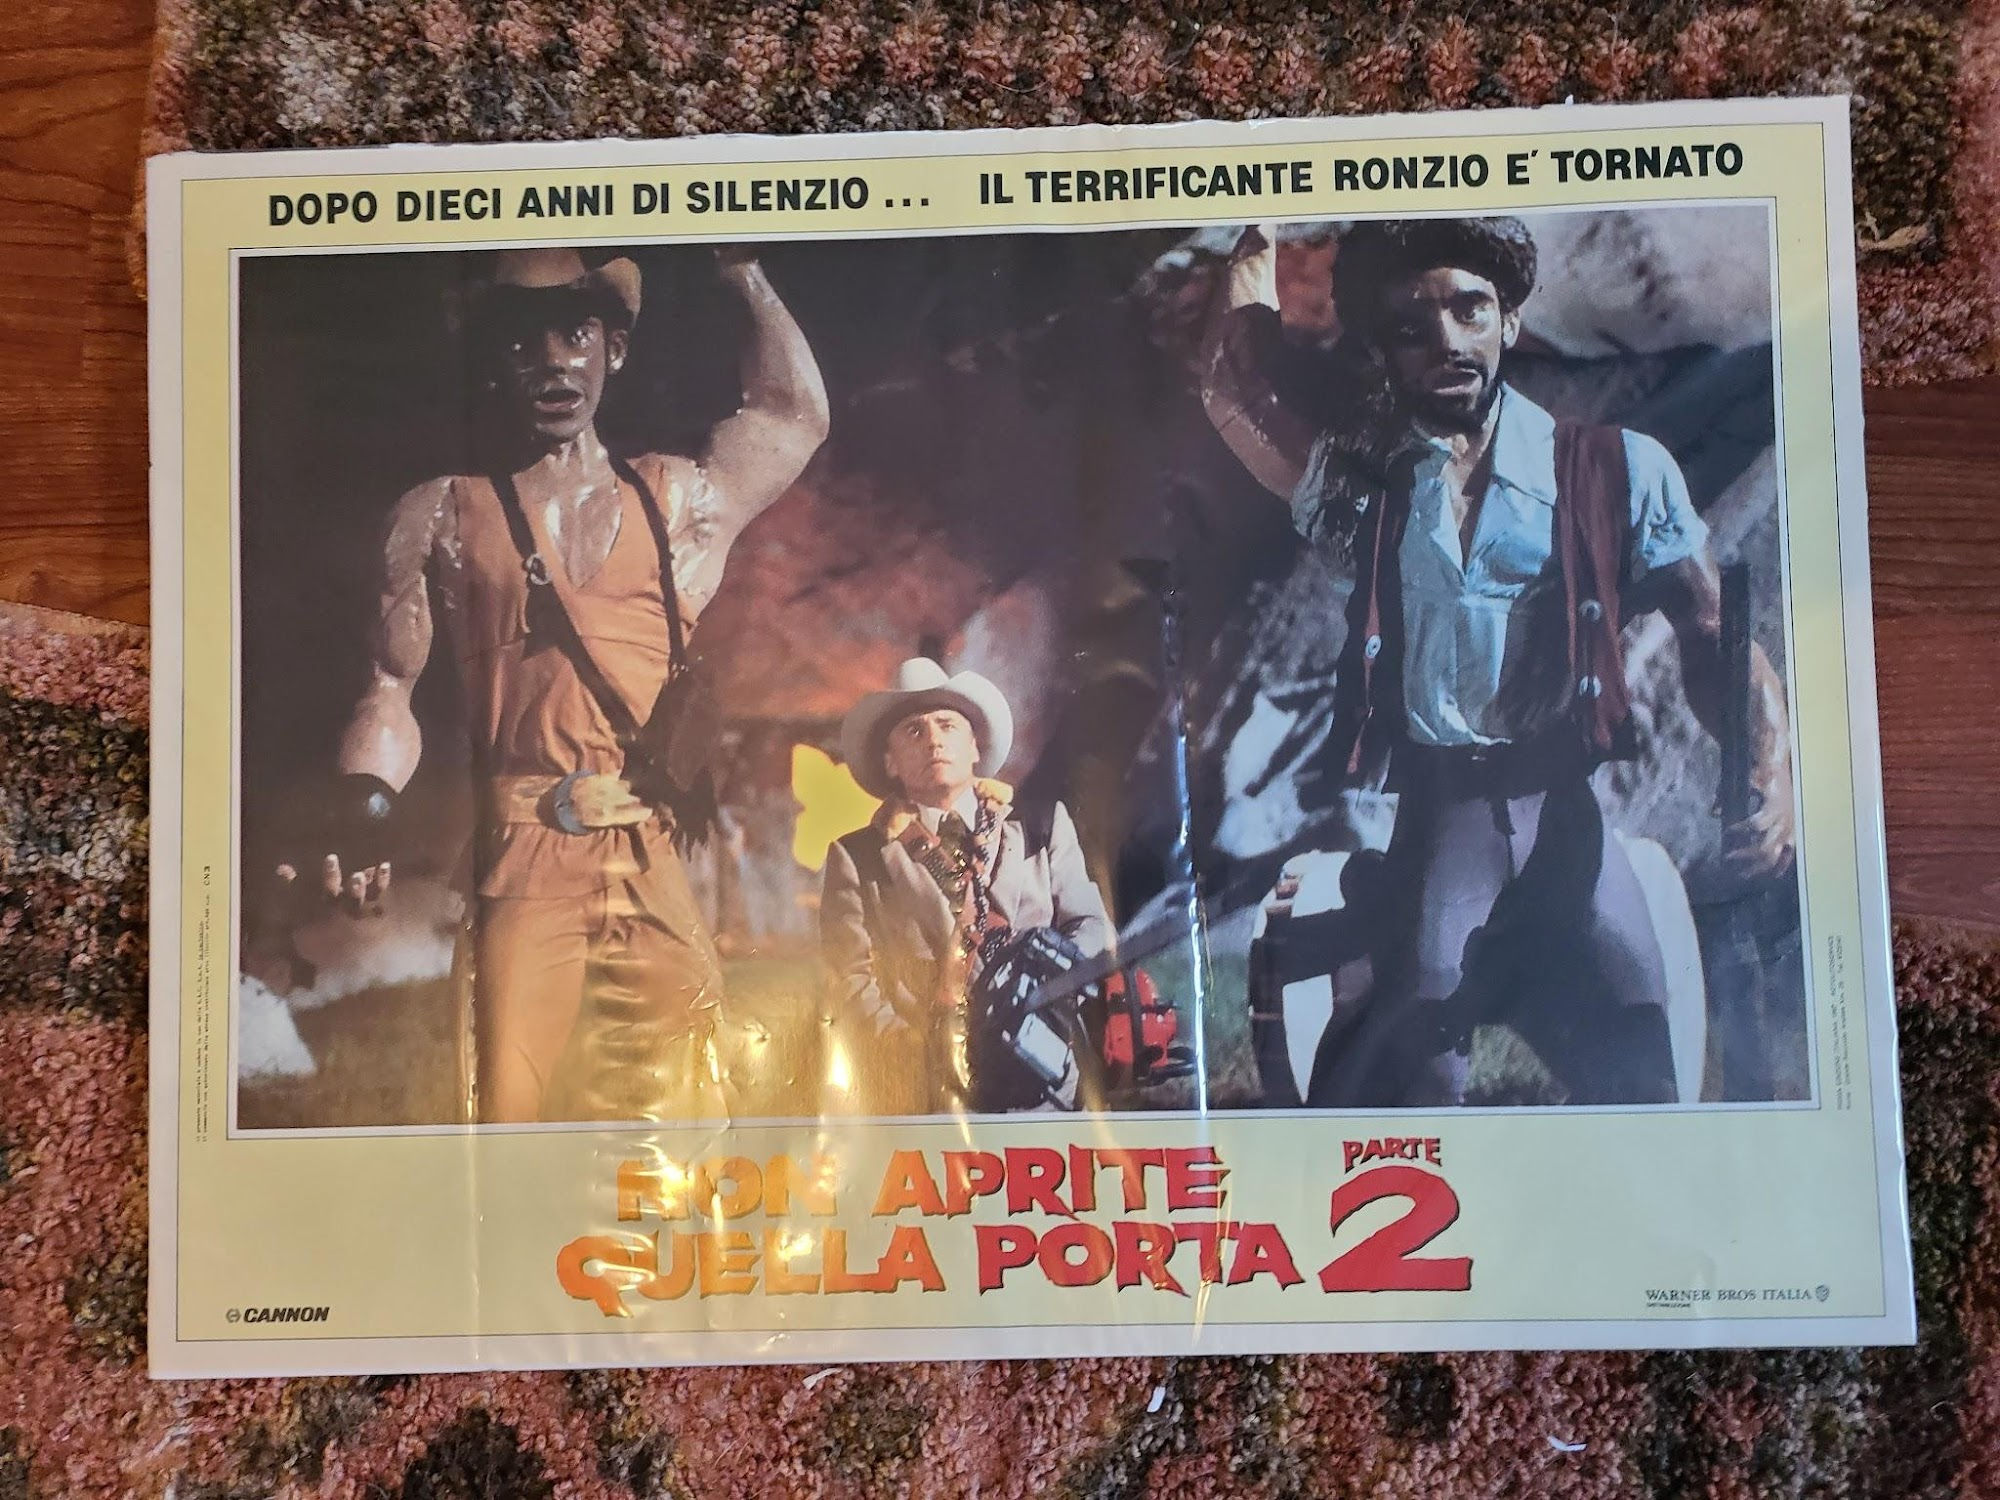 DOPO DIECI ANNI DI SILENZIO ... IL TERRIFICANTE RONZIO E' TORNATO
NON APRITE
QUELLA PORTA
PARTE
2
CANNON
WARNER BROS ITALIA